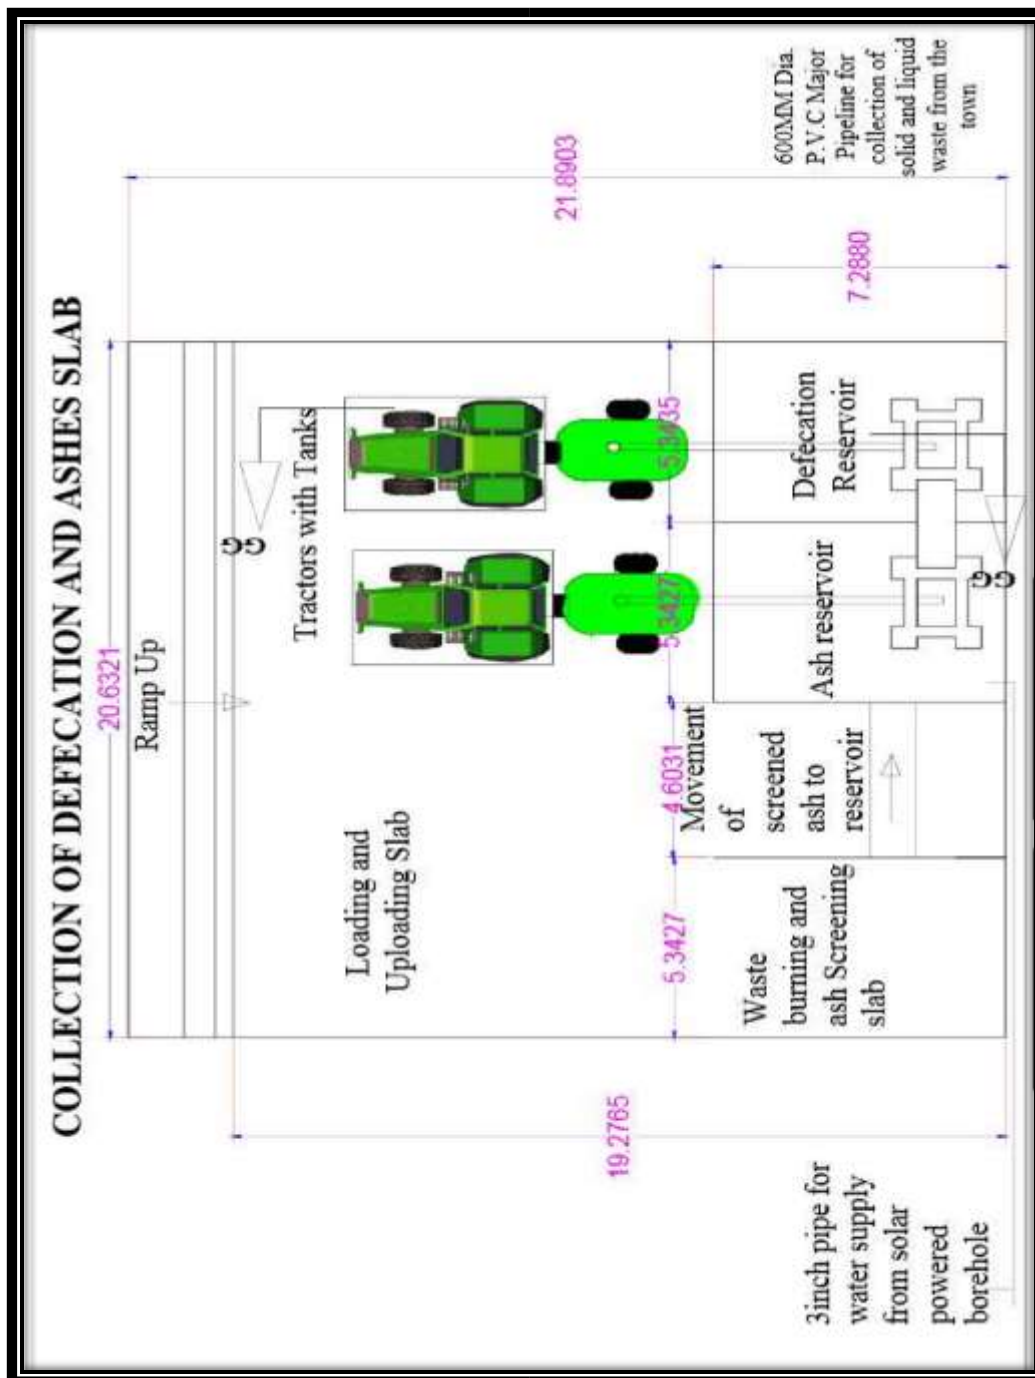 COLLECTION OF DEFECATION AND ASHES SLAB
20.6321
Ramp Up
GG
Tractors with Tanks
Loading and
Uploading Slab
19.2765
21.8903
5.3427
4.6031
5.3427
5.3435
7.2880
Waste
burning and
ash Screening
slab
Movement
of
screened
ash to
reservoir
Ash reservoir
Defecation
Reservoir
GG
3inch pipe for
water supply
from solar
powered
borehole
600MM Dia.
P.V.C Major
Pipeline for
collection of
solid and liquid
waste from the
town